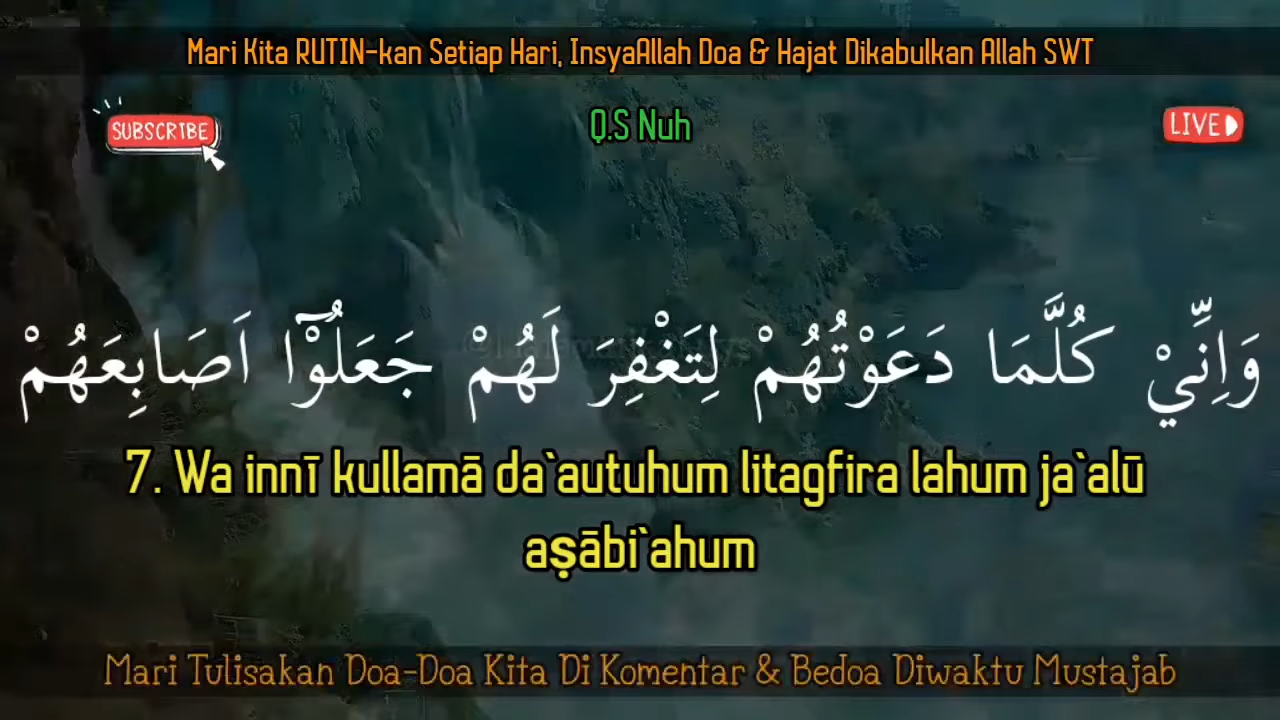 Mari Kita RUTIN-kan Setiap Hari, InsyaAllah Doa & Hajat Dikabulkan Allah SWT
SUBSCRIBE
Q.S Nuh
LIVE
وَاِنِّيْ كُلَّمَا دَعَوْتُهُمْ لِتَغْفِرَ لَهُمْ جَعَلُوْٓا اَصَابِعَهُمْ
7. Wa innī kullamā da`autuhum litagfira lahum ja`alū
aṣābi`ahum
Mari Tulisakan Doa-Doa Kita Di Komentar & Bedoa Diwaktu Mustajab